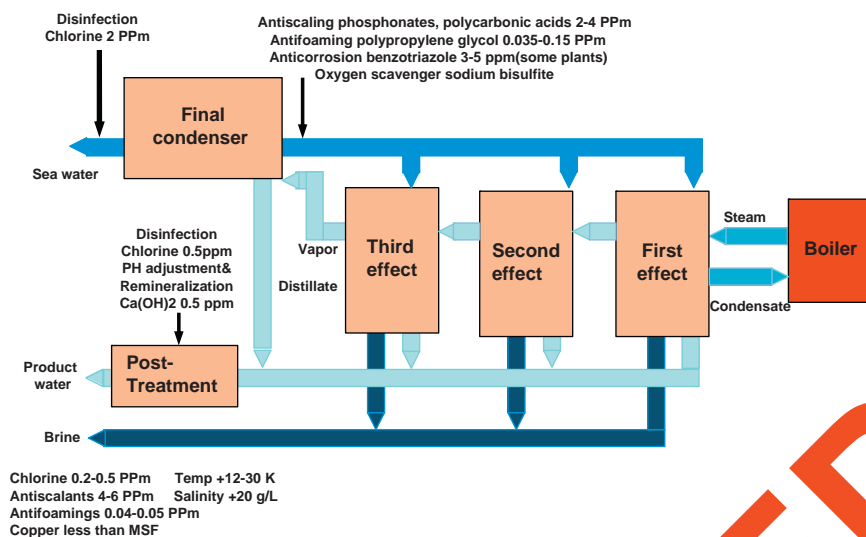 Disinfection
Chlorine 2 PPm
Antiscaling phosphonates, polycarbonic acids 2-4 PPm
Antifoaming polypropylene glycol 0.035-0.15 PPm
Anticorrosion benzotriazole 3-5 ppm(some plants)
Oxygen scavenger sodium bisulfite
Final
condenser
Sea water
Disinfection
Chlorine 0.5ppm
PH adjustment&
Remineralization
Ca(OH)2 0.5 ppm
Vapor
Distillate
Third
effect
Second
effect
First
effect
Steam
Boiler
Condensate
Product
water
Post-
Treatment
Brine
Chlorine 0.2-0.5 PPm Temp +12-30 K
Antiscalants 4-6 PPm Salinity +20 g/L
Antifoamings 0.04-0.05 PPm
Copper less than MSF